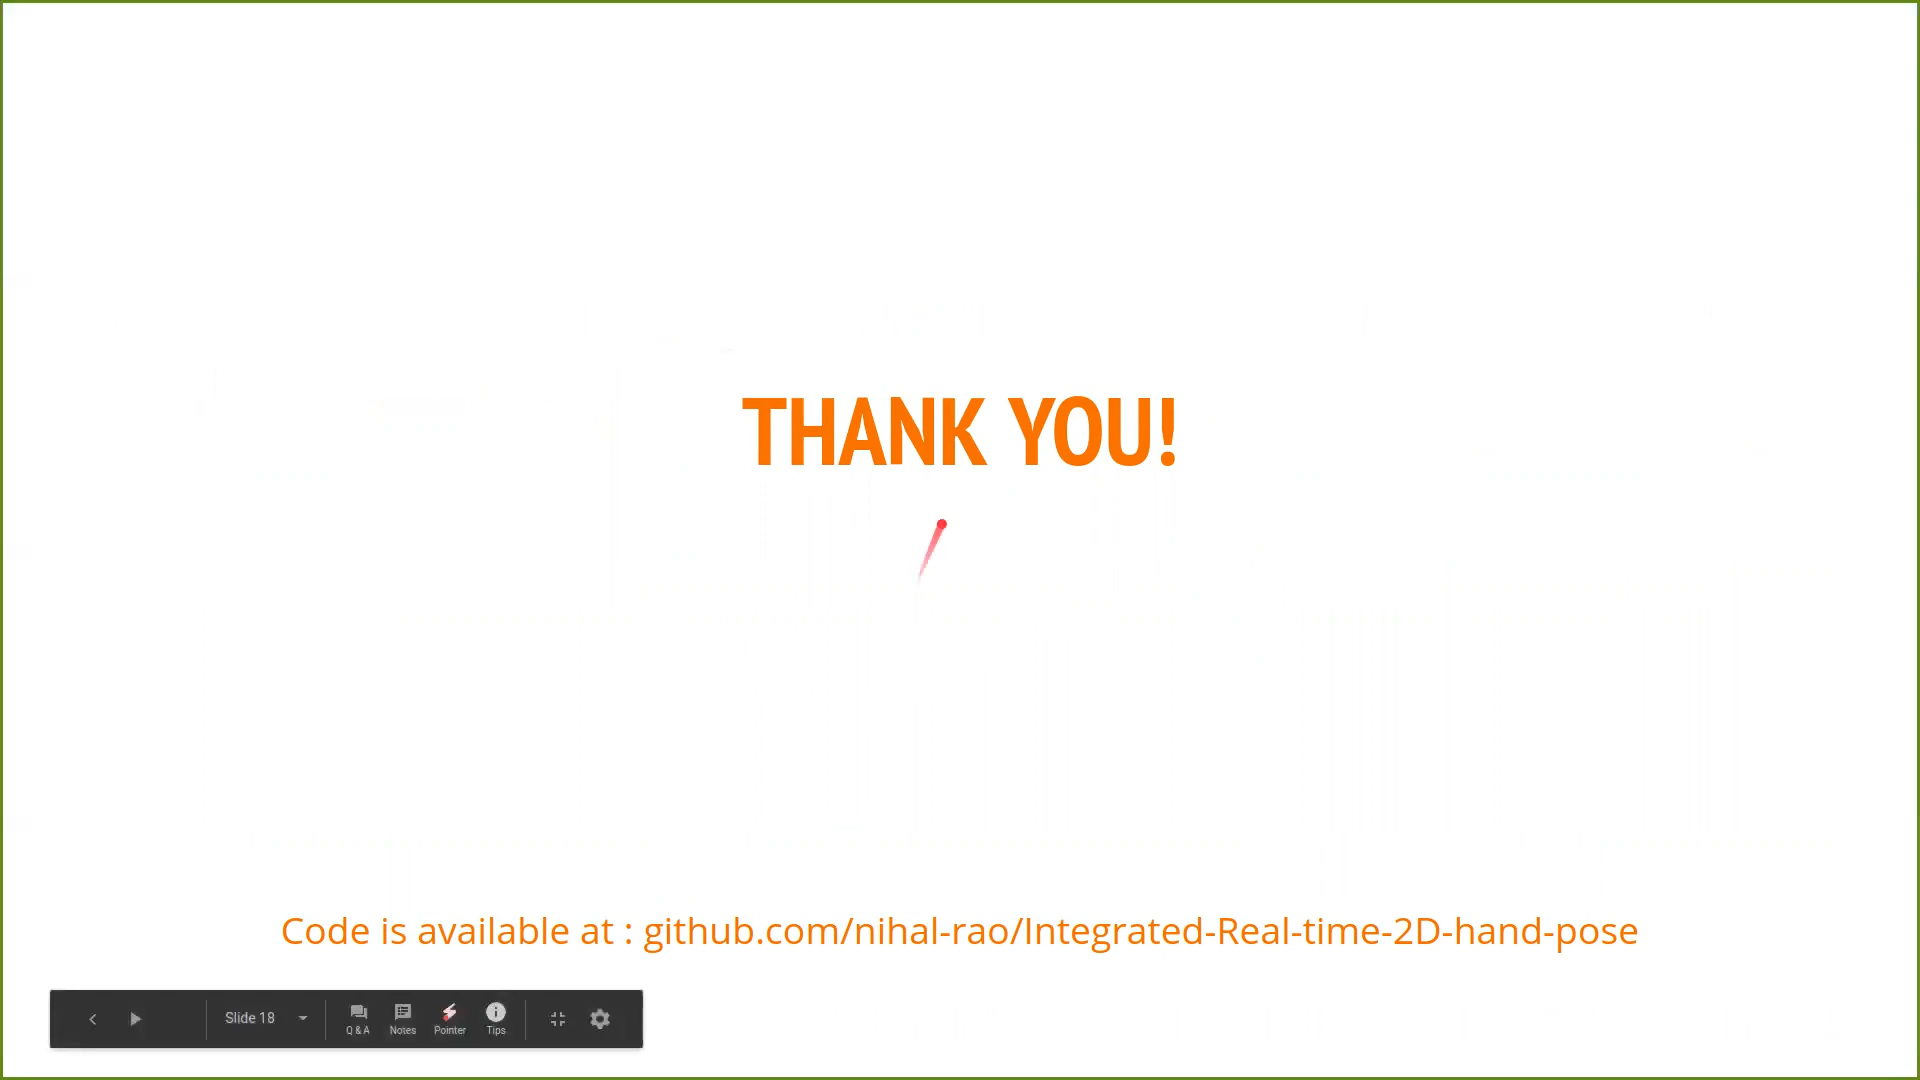 THANK YOU!
Code is available at : github.com/nihal-rao/Integrated-Real-time-2D-hand-pose
Slide 18
Q & A
Notes
Pointer
Tips